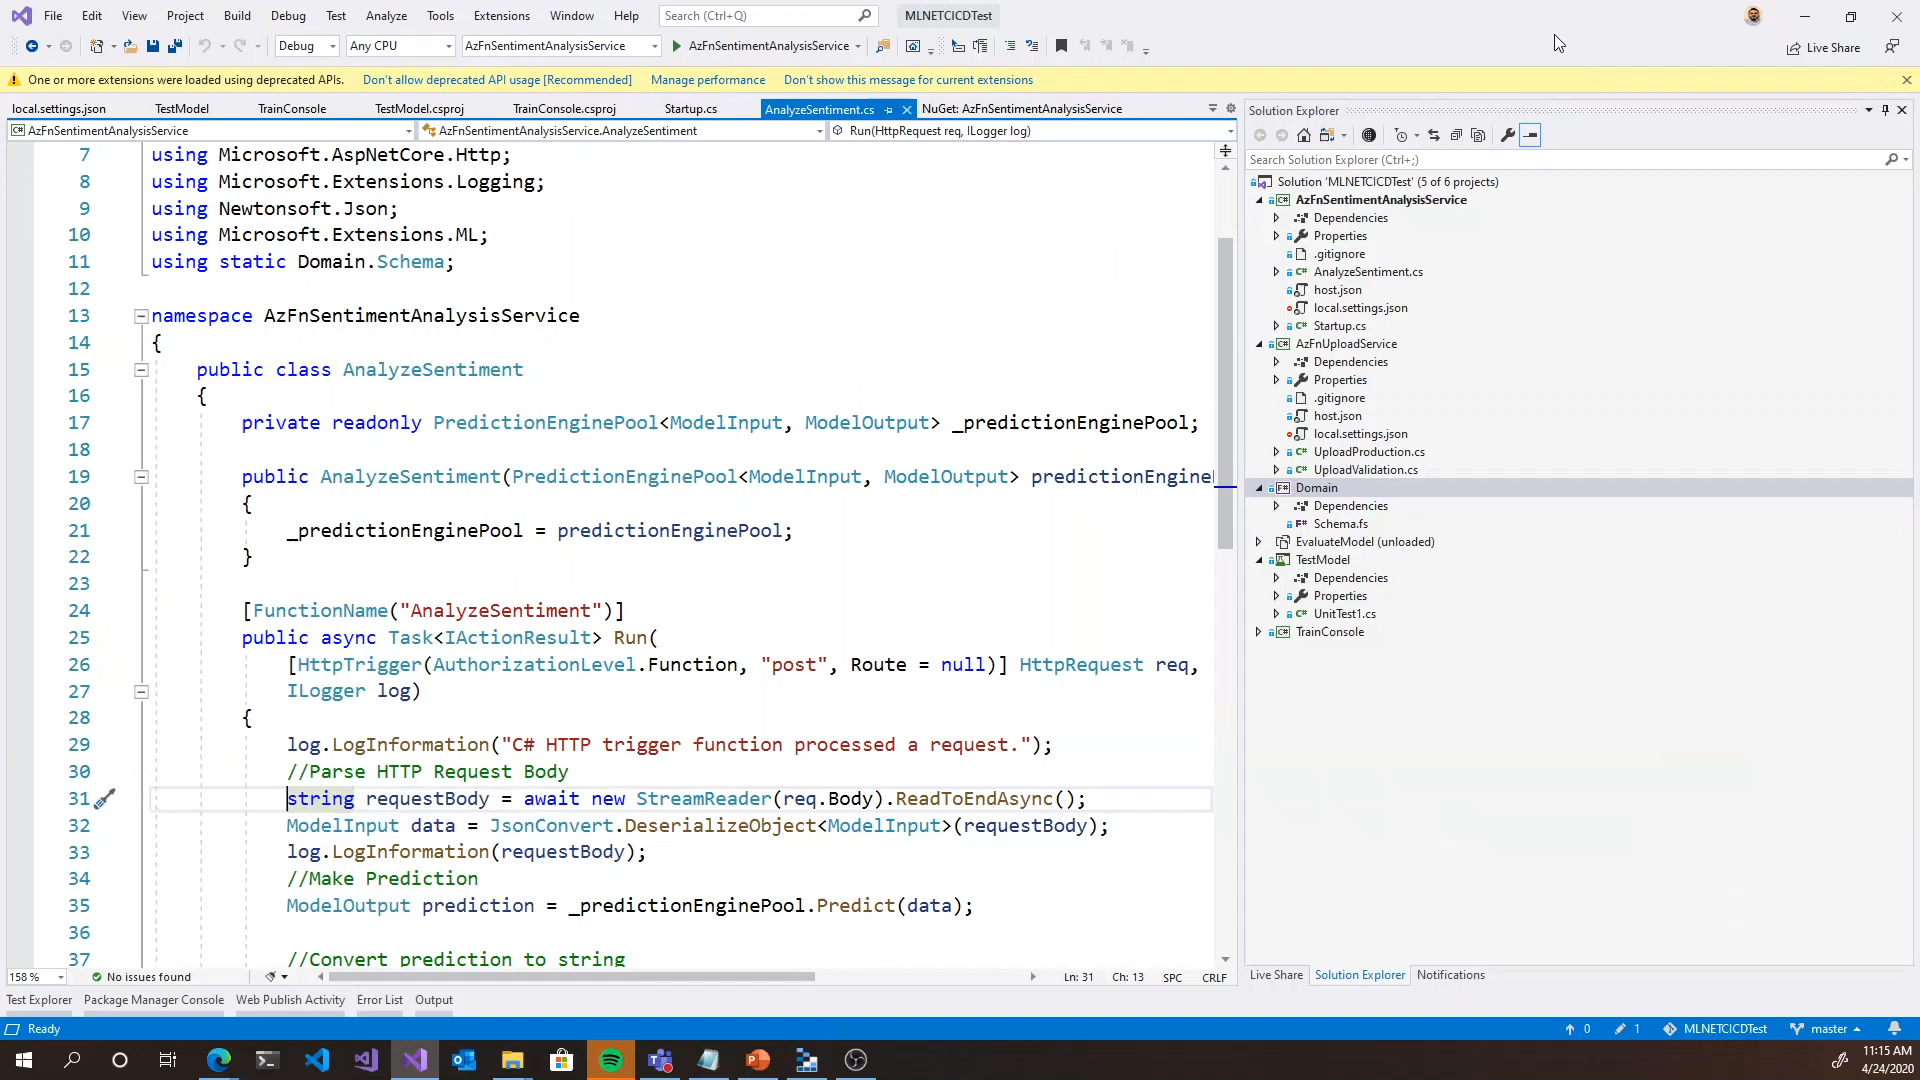 File Edit View Project Build Debug Test Analyze Tools Extensions Window Help Search (Ctrl+Q) MLNETCICDTest
Debug Any CPU AzFnSentimentAnalysisService AzFnSentimentAnalysisService Live Share
One or more extensions were loaded using deprecated APIs. Don't allow deprecated API usage [Recommended] Manage performance Don't show this message for current extensions
local.settings.json TestModel TrainConsole TestModel.csproj TrainConsole.csproj Startup.cs AnalyzeSentiment.cs NuGet: AzFnSentimentAnalysisService
AzFnSentimentAnalysisService AzFnSentimentAnalysisService.AnalyzeSentiment Run(HttpRequest req, ILogger log)
7 using Microsoft.AspNetCore.Http;
8 using Microsoft.Extensions.Logging;
9 using Newtonsoft.Json;
10 using Microsoft.Extensions.ML;
11 using static Domain.Schema;
12
13 namespace AzFnSentimentAnalysisService
14 {
15 public class AnalyzeSentiment
16 {
17 private readonly PredictionEnginePool<ModelInput, ModelOutput> _predictionEnginePool;
18
19 public AnalyzeSentiment(PredictionEnginePool<ModelInput, ModelOutput> predictionEngine
20 {
21 _predictionEnginePool = predictionEnginePool;
22 }
23
24 [FunctionName("AnalyzeSentiment")]
25 public async Task<IActionResult> Run(
26 [HttpTrigger(AuthorizationLevel.Function, "post", Route = null)] HttpRequest req,
27 ILogger log)
28 {
29 log.LogInformation("C# HTTP trigger function processed a request.");
30 //Parse HTTP Request Body
31 string requestBody = await new StreamReader(req.Body).ReadToEndAsync();
32 ModelInput data = JsonConvert.DeserializeObject<ModelInput>(requestBody);
33 log.LogInformation(requestBody);
34 //Make Prediction
35 ModelOutput prediction = _predictionEnginePool.Predict(data);
36
37 //Convert prediction to string
158 % No issues found Ln: 31 Ch: 13 SPC CRLF
Solution Explorer
Search Solution Explorer (Ctrl+;)
Solution 'MLNETCICDTest' (5 of 6 projects)
AzFnSentimentAnalysisService
Dependencies
Properties
.gitignore
AnalyzeSentiment.cs
host.json
local.settings.json
Startup.cs
AzFnUploadService
Dependencies
Properties
.gitignore
host.json
local.settings.json
UploadProduction.cs
UploadValidation.cs
Domain
Dependencies
Schema.fs
EvaluateModel (unloaded)
TestModel
Dependencies
Properties
UnitTest1.cs
TrainConsole
Live Share Solution Explorer Notifications
Test Explorer Package Manager Console Web Publish Activity Error List Output
Ready 0 1 MLNETCICDTest master
11:15 AM
4/24/2020